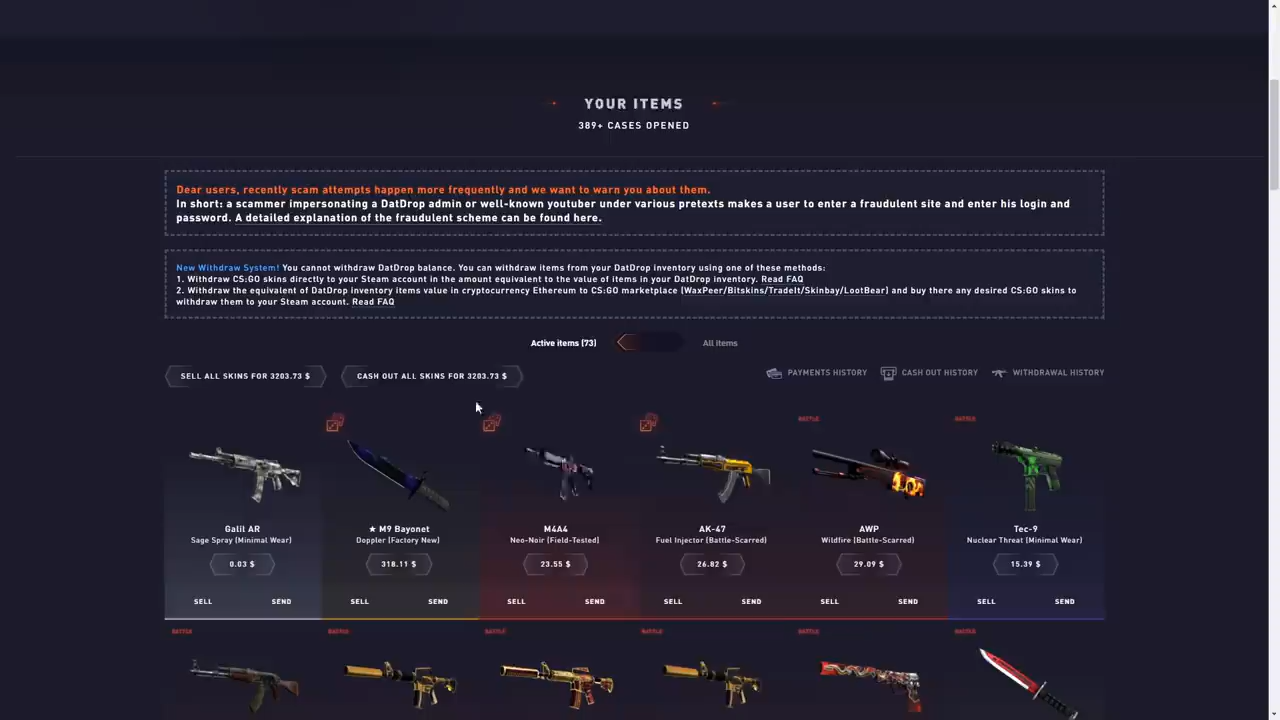 YOUR ITEMS
389+ CASES OPENED
Dear users, recently scam attempts happen more frequently and we want to warn you about them.
In short: a scammer impersonating a DatDrop admin or well-known youtuber under various pretexts makes a user to enter a fraudulent site and enter his login and
password. A detailed explanation of the fraudulent scheme can be found here.
New Withdraw System! You cannot withdraw DatDrop balance. You can withdraw items from your DatDrop inventory using one of these methods:
1. Withdraw CS:GO skins directly to your Steam account in the amount equivalent to the value of items in your DatDrop inventory. Read FAQ
2. Withdraw the equivalent of DatDrop inventory items value in cryptocurrency Ethereum to CS:GO marketplace (WaxPeer/Bitskins/TradeIt/Skinbay/LootBear) and buy there any desired CS:GO skins to
withdraw them to your Steam account. Read FAQ
Active items (73) All items
SELL ALL SKINS FOR 3203.73 $ CASH OUT ALL SKINS FOR 3203.73 $ PAYMENTS HISTORY CASH OUT HISTORY WITHDRAWAL HISTORY
BATTLE BATTLE
Galil AR ★ M9 Bayonet M4A4 AK-47 AWP Tec-9
Sage Spray (Minimal Wear) Doppler (Factory New) Neo-Noir (Field-Tested) Fuel Injector (Battle-Scarred) Wildfire (Battle-Scarred) Nuclear Threat (Minimal Wear)
0.03 $ 318.11 $ 23.55 $ 26.82 $ 29.09 $ 15.39 $
SELL SEND SELL SEND SELL SEND SELL SEND SELL SEND SELL SEND
BATTLE BATTLE BATTLE BATTLE BATTLE BATTLE